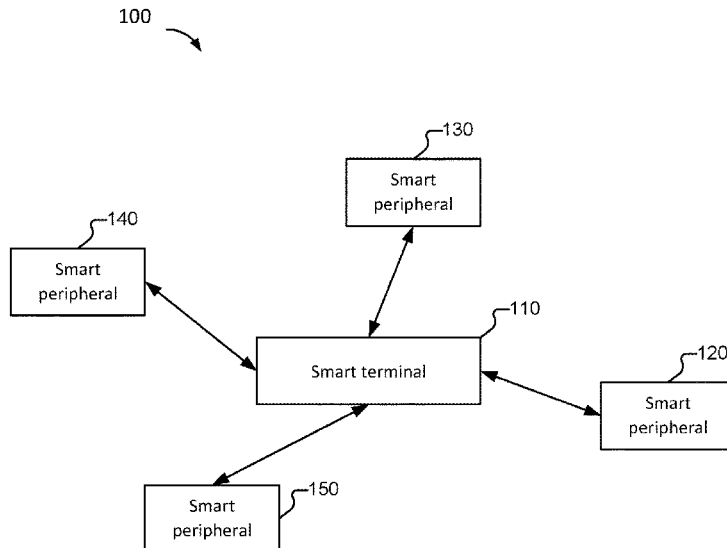 100
130
Smart
peripheral
140
Smart
peripheral
110
Smart terminal
120
Smart
peripheral
150
Smart
peripheral